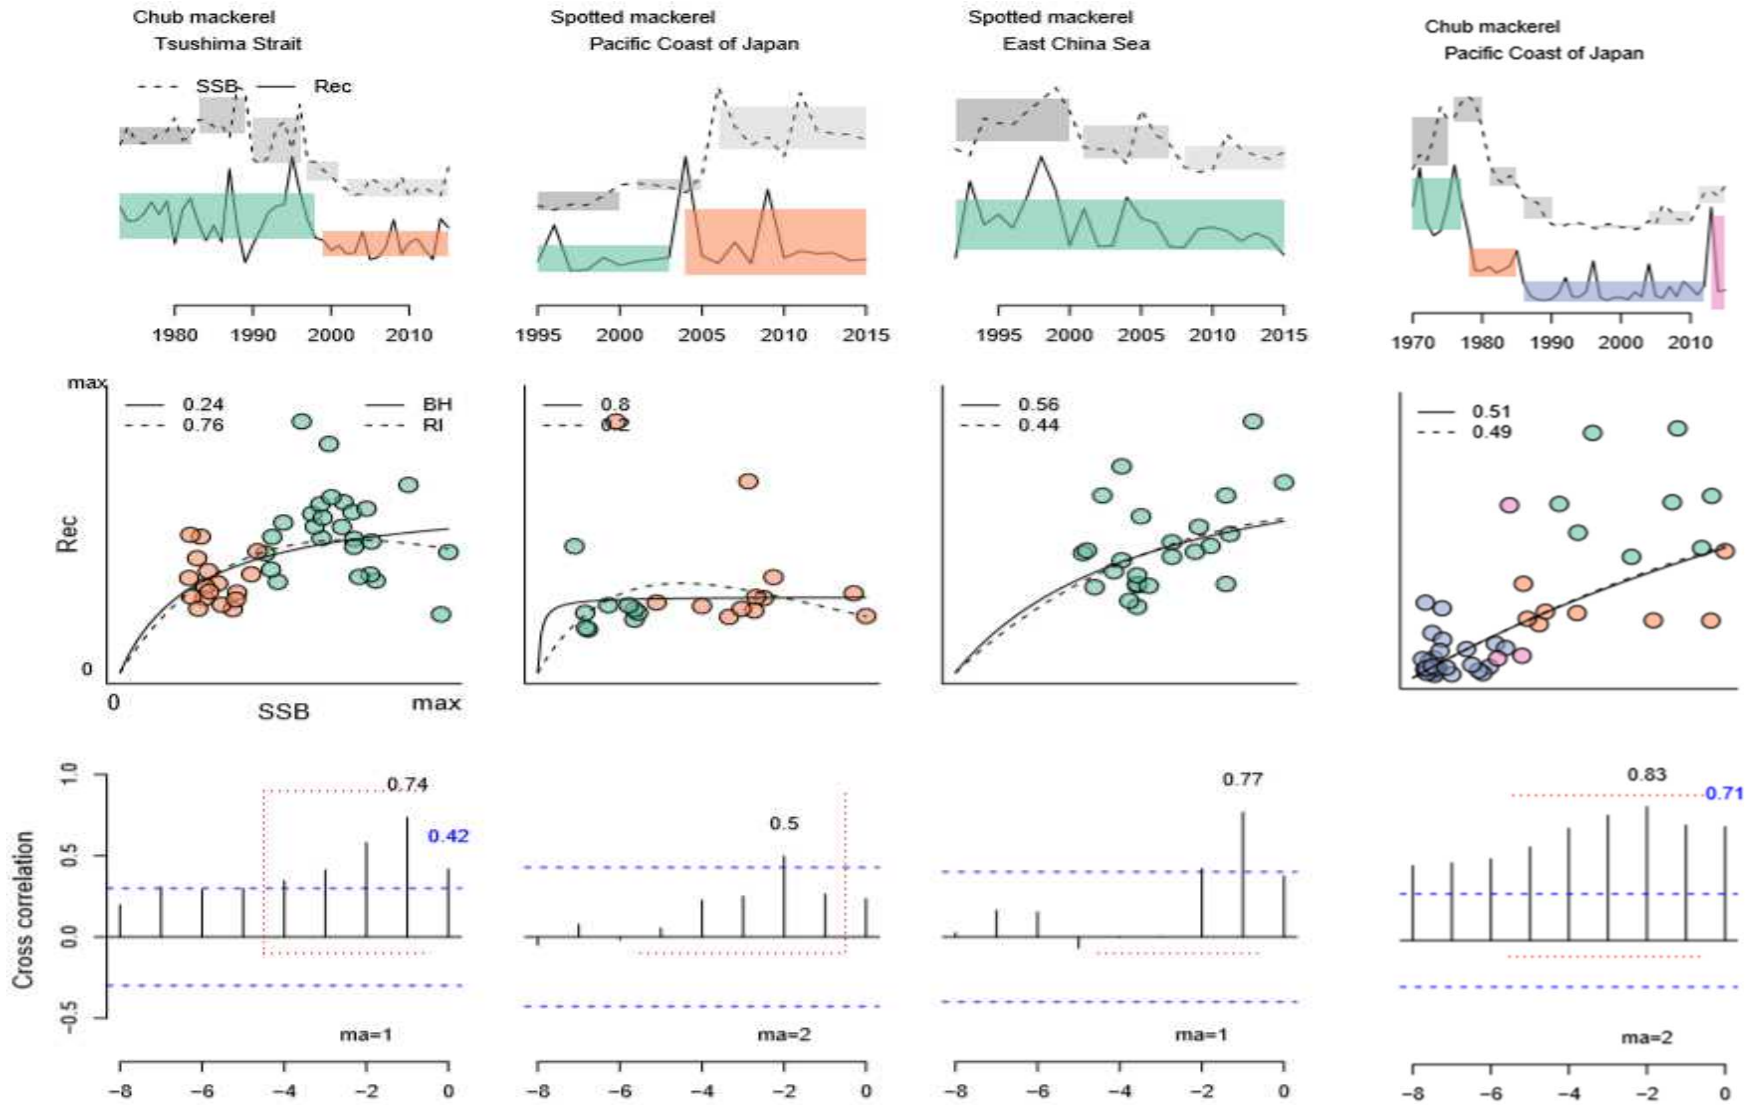 Chub mackerel
Tsushima Strait
Spotted mackerel
Pacific Coast of Japan
Spotted mackerel
East China Sea
Chub mackerel
Pacific Coast of Japan
SSB Rec
1980 1990 2000 2010
1995 2000 2005 2010 2015
1995 2000 2005 2010 2015
1970 1980 1990 2000 2010
max
Rec
0
0.24 BH
0.76 RI
0.8
0.2
0.56
0.44
0.51
0.49
0 SSB max
Cross correlation
1.0
0.5
0.0
−0.5
0.74
0.42
ma=1
0.5
ma=2
0.77
ma=1
0.83
0.71
ma=2
−8 −6 −4 −2 0
−8 −6 −4 −2 0
−8 −6 −4 −2 0
−8 −6 −4 −2 0